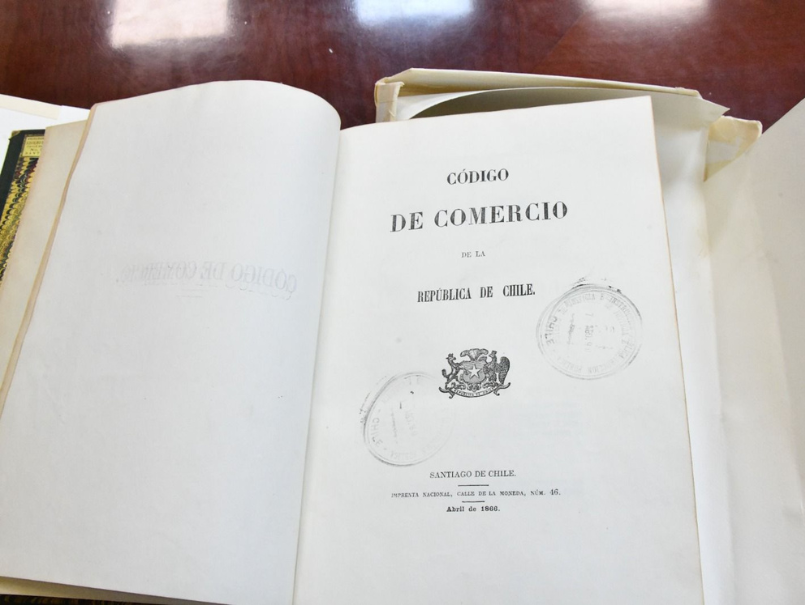 CÓDIGO
DE COMERCIO
DE LA
REPÚBLICA DE CHILE.
SANTIAGO DE CHILE.
IMPRENTA NACIONAL, CALLE DE LA MONEDA, NÚM. 46.
Abril de 1866.